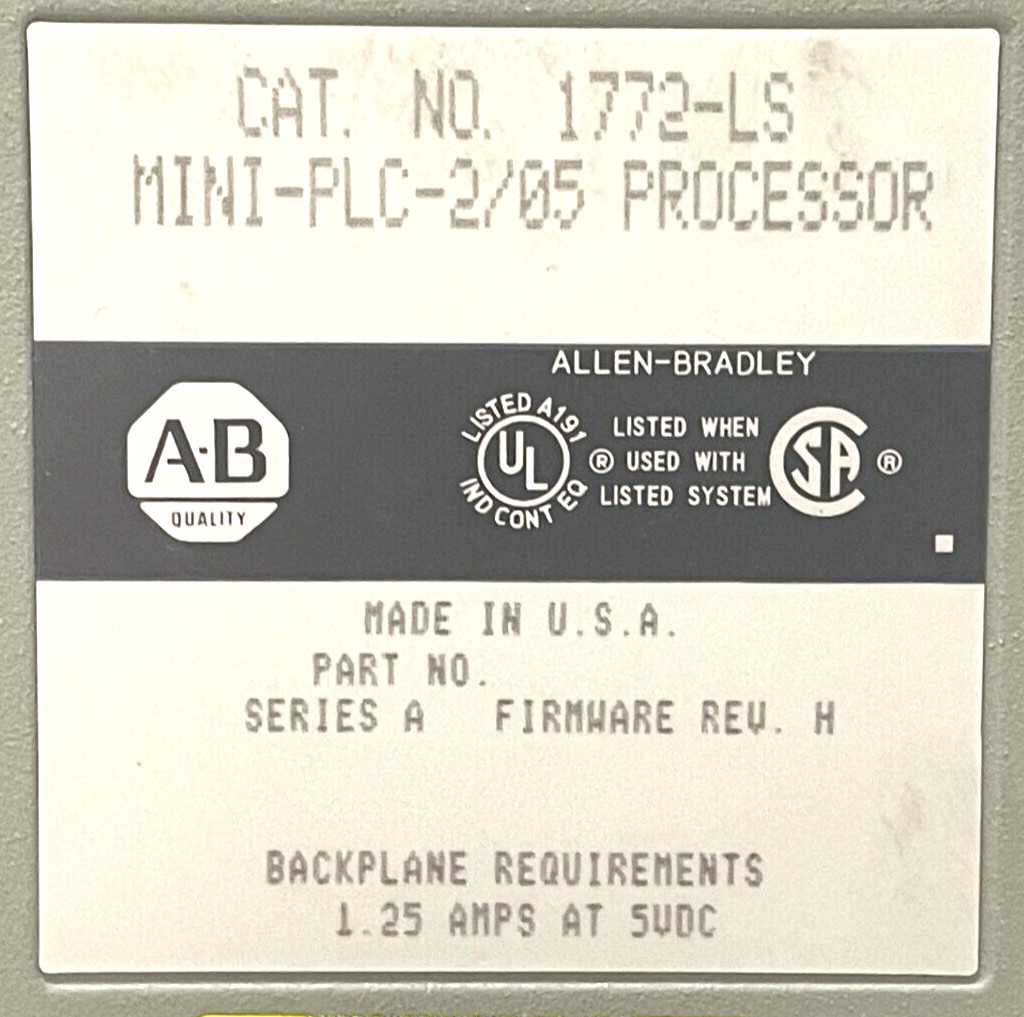 CAT. NO. 1772-LS
MINI-PLC-2/05 PROCESSOR
ALLEN-BRADLEY
A-B
QUALITY
LISTED A191
UL
IND CONT EQ
®
LISTED WHEN
USED WITH
LISTED SYSTEM
SA
®
MADE IN U.S.A.
PART NO.
SERIES A FIRMWARE REV. H
BACKPLANE REQUIREMENTS
1.25 AMPS AT 5VDC